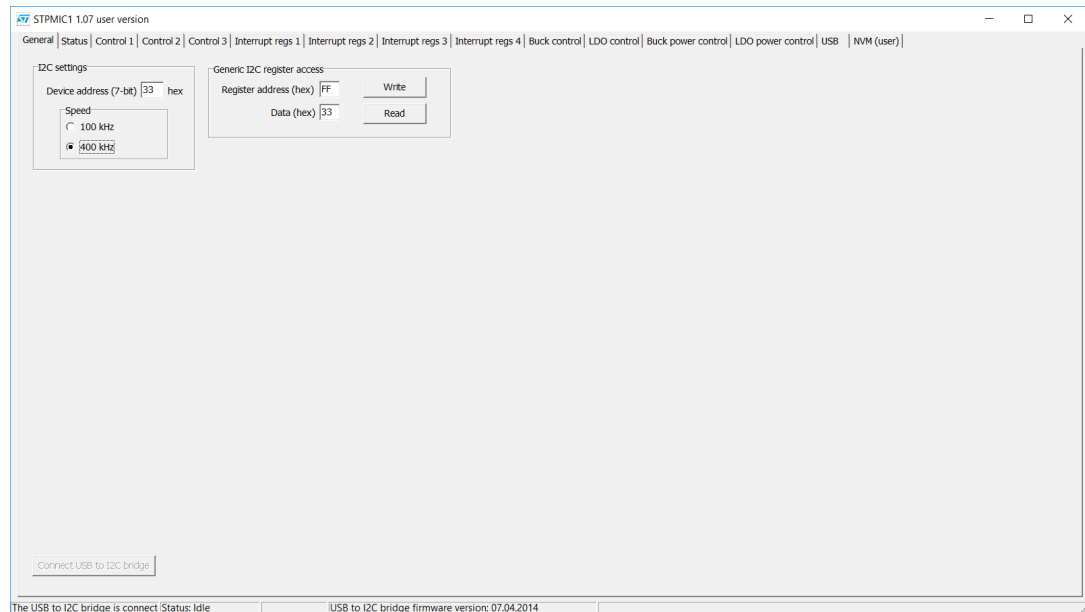 STPMIC1 1.07 user version
General Status Control 1 Control 2 Control 3 Interrupt regs 1 Interrupt regs 2 Interrupt regs 3 Interrupt regs 4 Buck control LDO control Buck power control LDO power control USB NVM (user)
I2C settings
Device address (7-bit) 33 hex
Speed
100 kHz
400 kHz
Generic I2C register access
Register address (hex) FF Write
Data (hex) 33 Read
Connect USB to I2C bridge
The USB to I2C bridge is connect Status: Idle USB to I2C bridge firmware version: 07.04.2014